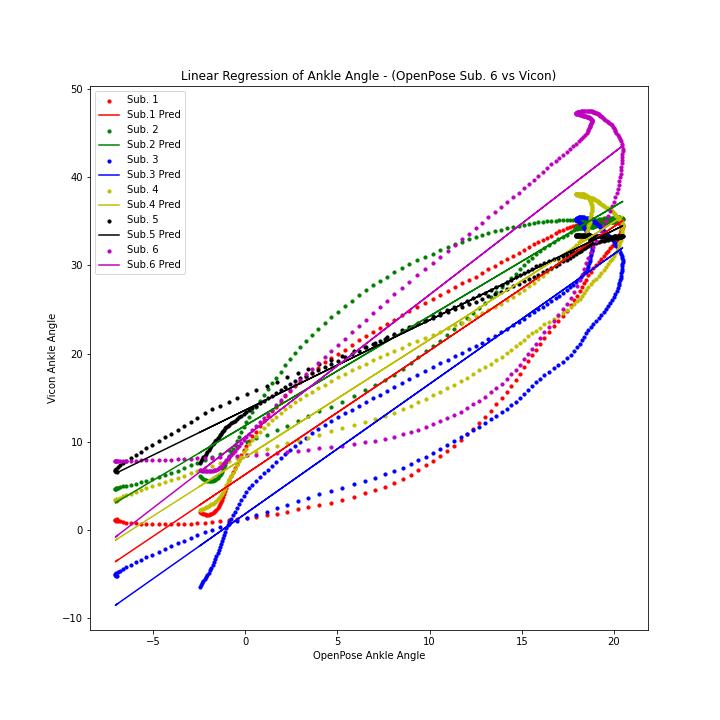 Linear Regression of Ankle Angle - (OpenPose Sub. 6 vs Vicon)
Sub. 1
Sub.1 Pred
Sub. 2
Sub.2 Pred
Sub. 3
Sub.3 Pred
Sub. 4
Sub.4 Pred
Sub. 5
Sub.5 Pred
Sub. 6
Sub.6 Pred
50
40
30
20
10
0
−10
Vicon Ankle Angle
−5
0
5
10
15
20
OpenPose Ankle Angle